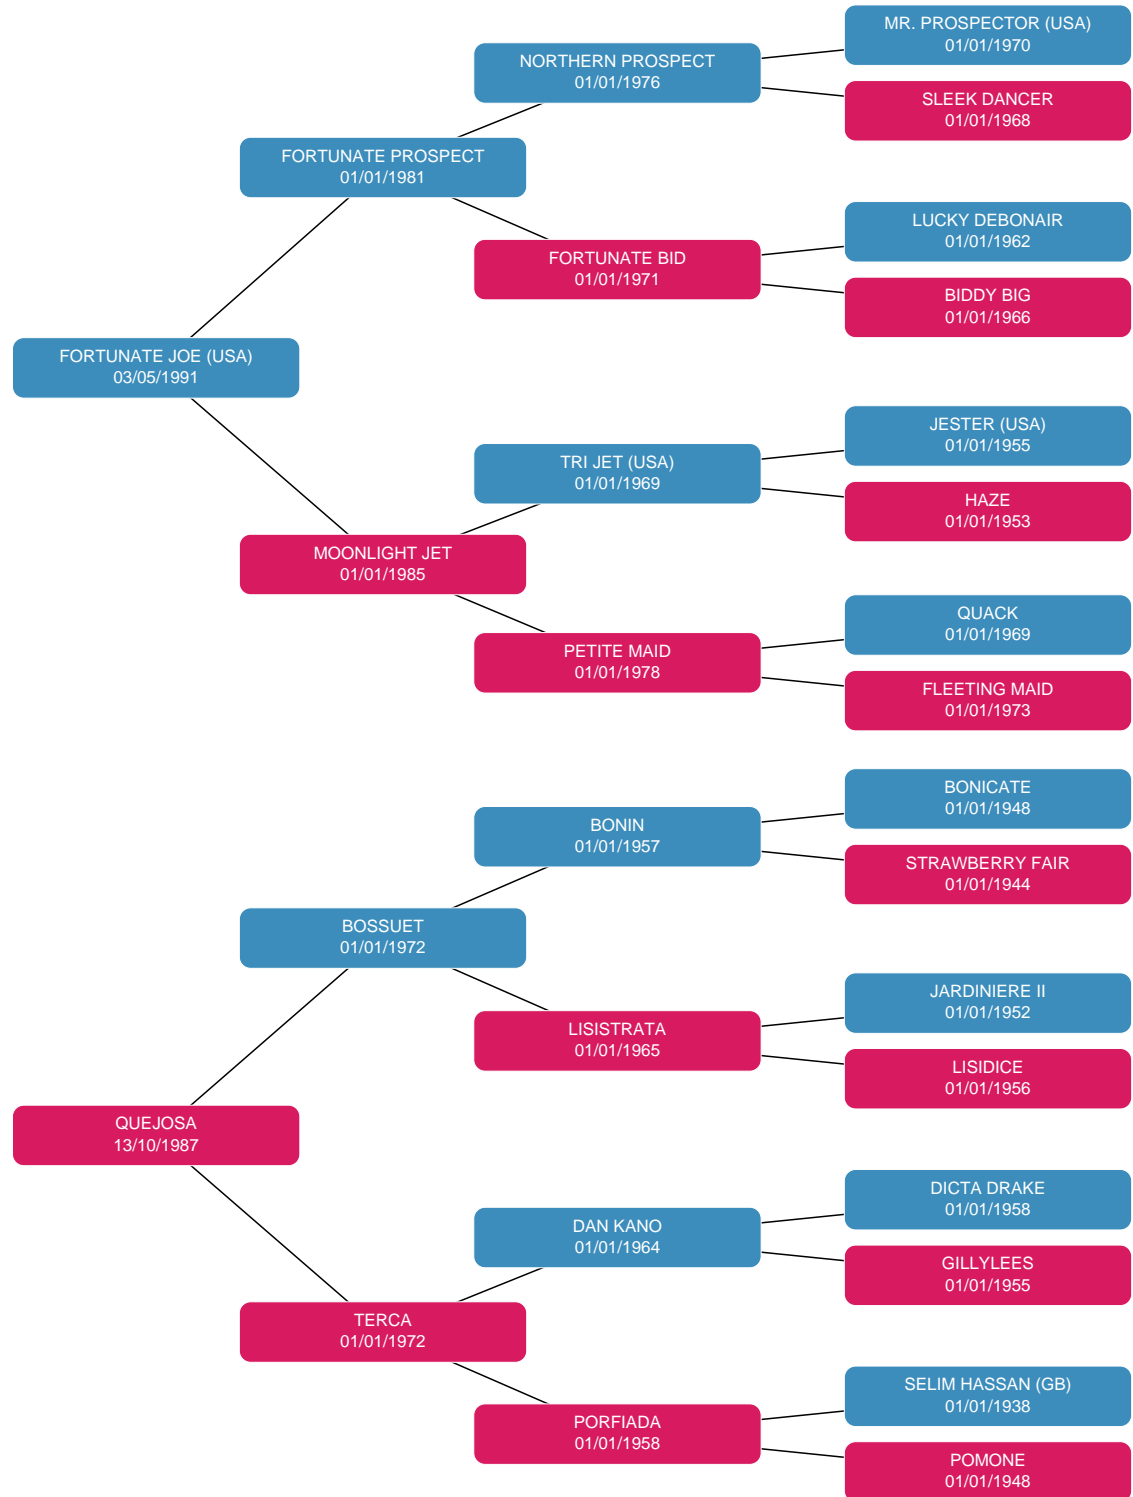 MR. PROSPECTOR (USA)
01/01/1970
NORTHERN PROSPECT
01/01/1976
SLEEK DANCER
01/01/1968
FORTUNATE PROSPECT
01/01/1981
LUCKY DEBONAIR
01/01/1962
FORTUNATE BID
01/01/1971
BIDDY BIG
01/01/1966
FORTUNATE JOE (USA)
03/05/1991
JESTER (USA)
01/01/1955
TRI JET (USA)
01/01/1969
HAZE
01/01/1953
MOONLIGHT JET
01/01/1985
QUACK
01/01/1969
PETITE MAID
01/01/1978
FLEETING MAID
01/01/1973
BONICATE
01/01/1948
BONIN
01/01/1957
STRAWBERRY FAIR
01/01/1944
BOSSUET
01/01/1972
JARDINIERE II
01/01/1952
LISISTRATA
01/01/1965
LISIDICE
01/01/1956
QUEJOSA
13/10/1987
DICTA DRAKE
01/01/1958
DAN KANO
01/01/1964
GILLYLEES
01/01/1955
TERCA
01/01/1972
SELIM HASSAN (GB)
01/01/1938
PORFIADA
01/01/1958
POMONE
01/01/1948